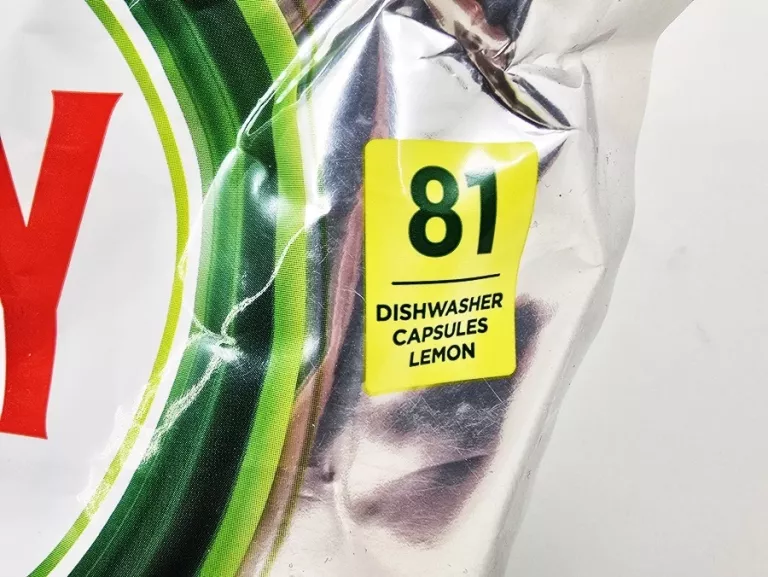 Y
81
DISHWASHER
CAPSULES
LEMON